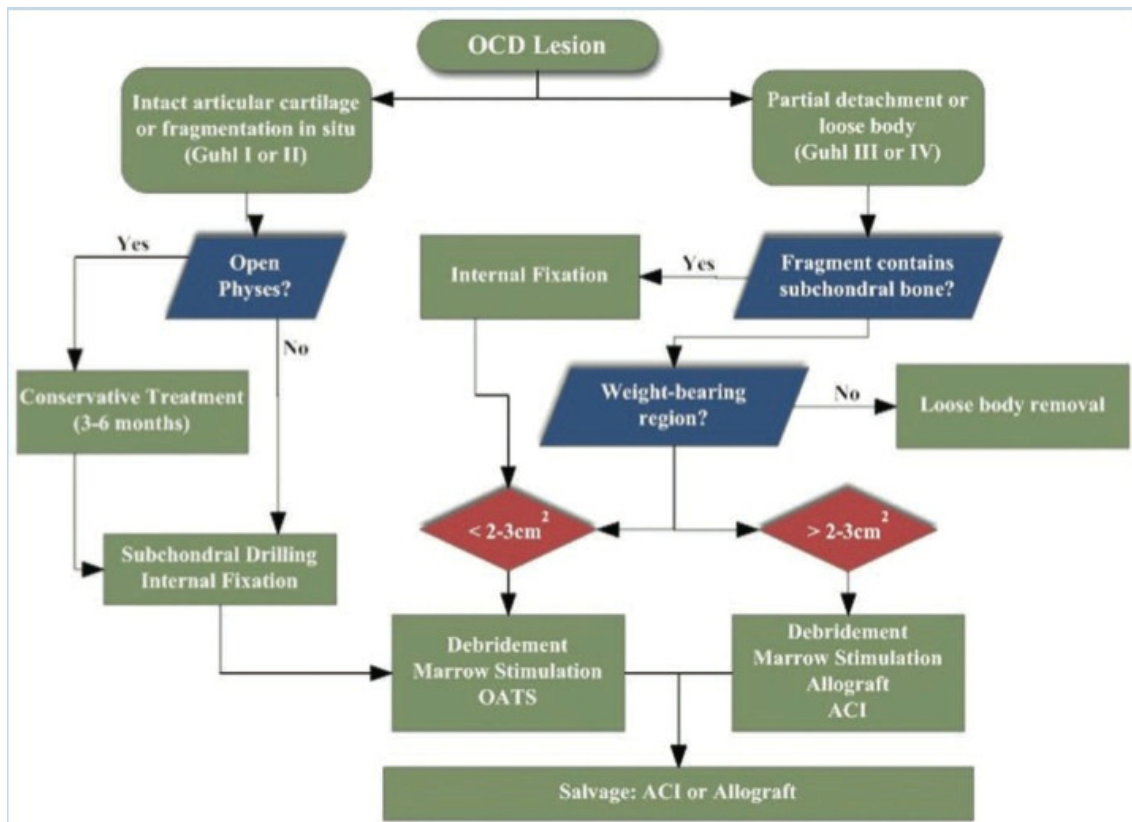 OCD Lesion
Intact articular cartilage
or fragmentation in situ
(Guhl I or II)
Partial detachment or
loose body
(Guhl III or IV)
Yes
Open
Physes?
No
Internal Fixation
Yes
Fragment contains
subchondral bone?
Conservative Treatment
(3-6 months)
Weight-bearing
region?
No
Loose body removal
< 2-3cm²
> 2-3cm²
Subchondral Drilling
Internal Fixation
Debridement
Marrow Stimulation
OATS
Debridement
Marrow Stimulation
Allograft
ACI
Salvage: ACI or Allograft